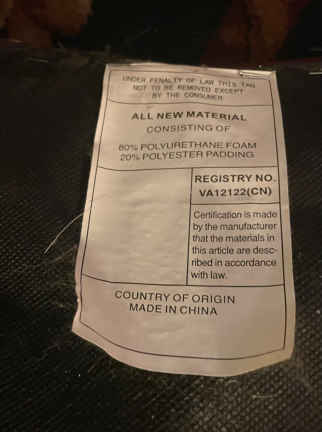 UNDER PENALTY OF LAW THIS TAG
NOT TO BE REMOVED EXCEPT
BY THE CONSUMER
ALL NEW MATERIAL
CONSISTING OF
80% POLYURETHANE FOAM
20% POLYESTER PADDING
REGISTRY NO.
VA12122(CN)
Certification is made
by the manufacturer
that the materials in
this article are desc-
ribed in accordance
with law.
COUNTRY OF ORIGIN
MADE IN CHINA